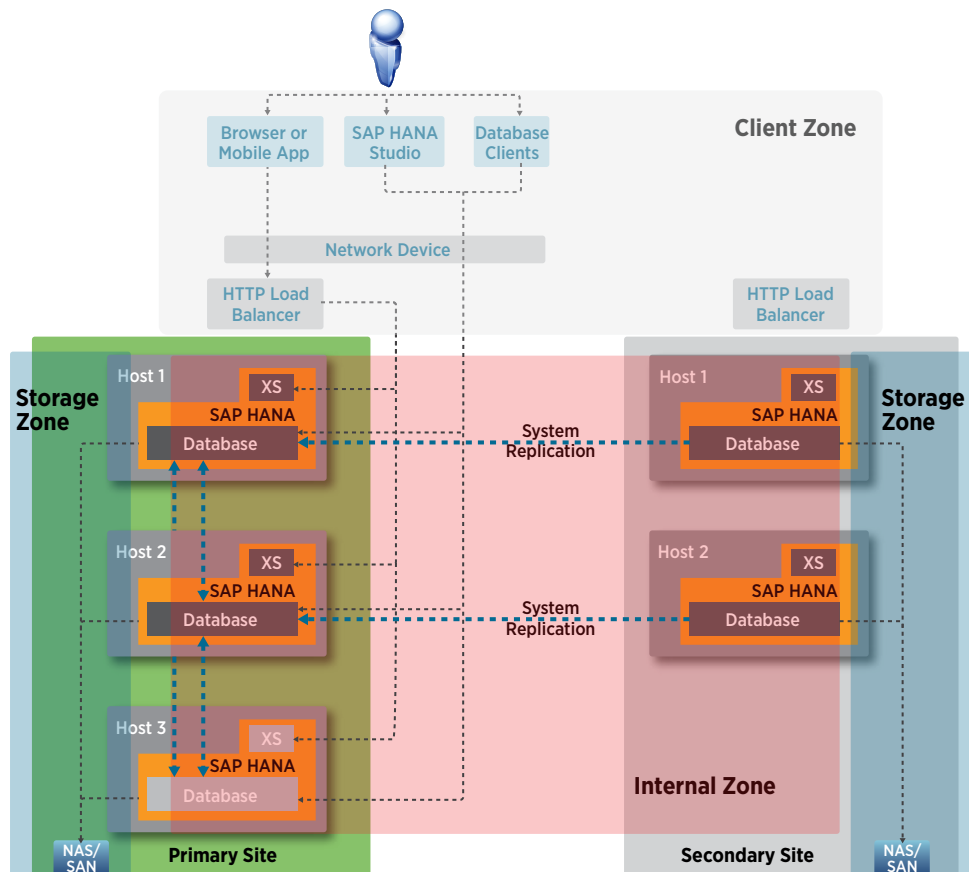 Client Zone
Browser or
Mobile App
SAP HANA
Studio
Database
Clients
Network Device
HTTP Load
Balancer
HTTP Load
Balancer
Storage
Zone
Host 1
XS
SAP HANA
Database
System
Replication
Host 1
XS
SAP HANA
Database
Storage
Zone
Host 2
XS
SAP HANA
Database
System
Replication
Host 2
XS
SAP HANA
Database
Host 3
XS
SAP HANA
Database
Internal Zone
NAS/
SAN
Primary Site
Secondary Site
NAS/
SAN